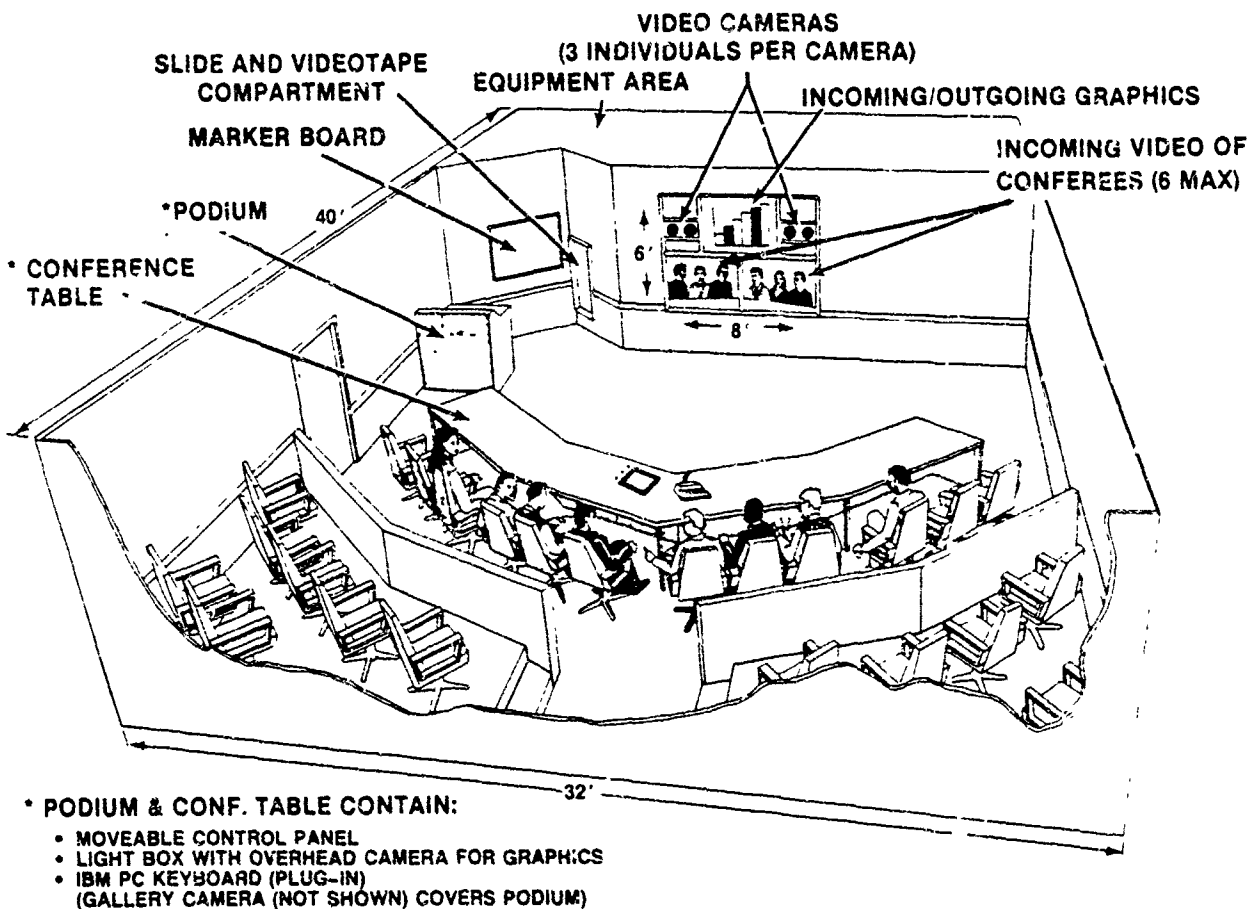 VIDEO CAMERAS
(3 INDIVIDUALS PER CAMERA)
SLIDE AND VIDEOTAPE
COMPARTMENT
EQUIPMENT AREA
INCOMING/OUTGOING GRAPHICS
MARKER BOARD
INCOMING VIDEO OF
CONFEREES (6 MAX)
*PODIUM
40'
6'
* CONFERENCE
TABLE
8'
32'
* PODIUM & CONF. TABLE CONTAIN:
• MOVEABLE CONTROL PANEL
• LIGHT BOX WITH OVERHEAD CAMERA FOR GRAPHICS
• IBM PC KEYBOARD (PLUG-IN)
(GALLERY CAMERA (NOT SHOWN) COVERS PODIUM)